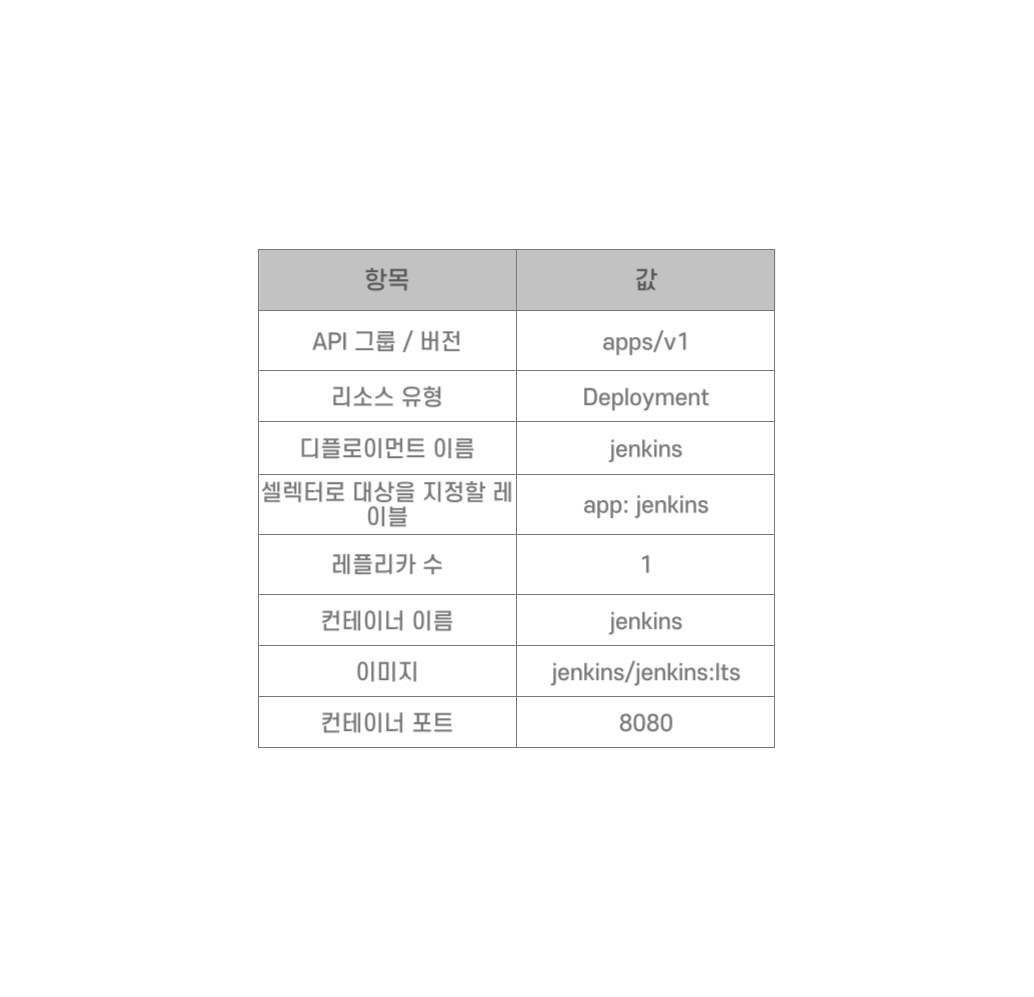 항목 값
API 그룹 / 버전 apps/v1
리소스 유형 Deployment
디플로이먼트 이름 jenkins
셀렉터로 대상을 지정할 레
이블 app: jenkins
레플리카 수 1
컨테이너 이름 jenkins
이미지 jenkins/jenkins:lts
컨테이너 포트 8080